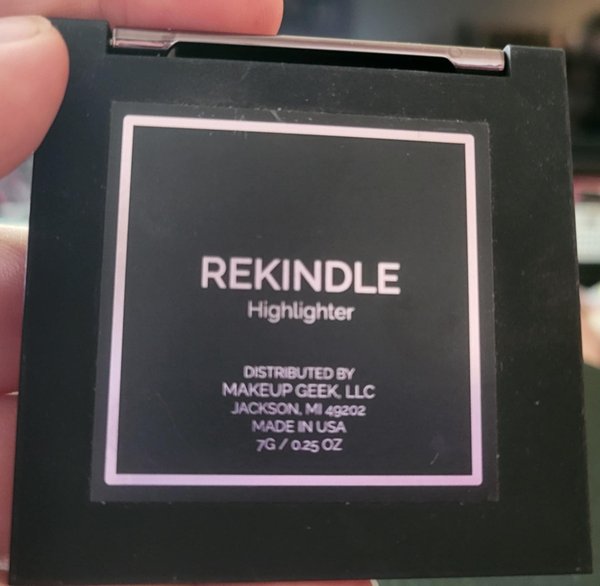 REKINDLE
Highlighter
DISTRIBUTED BY
MAKEUP GEEK, LLC
JACKSON, MI 49202
MADE IN USA
7G / 0.25 OZ